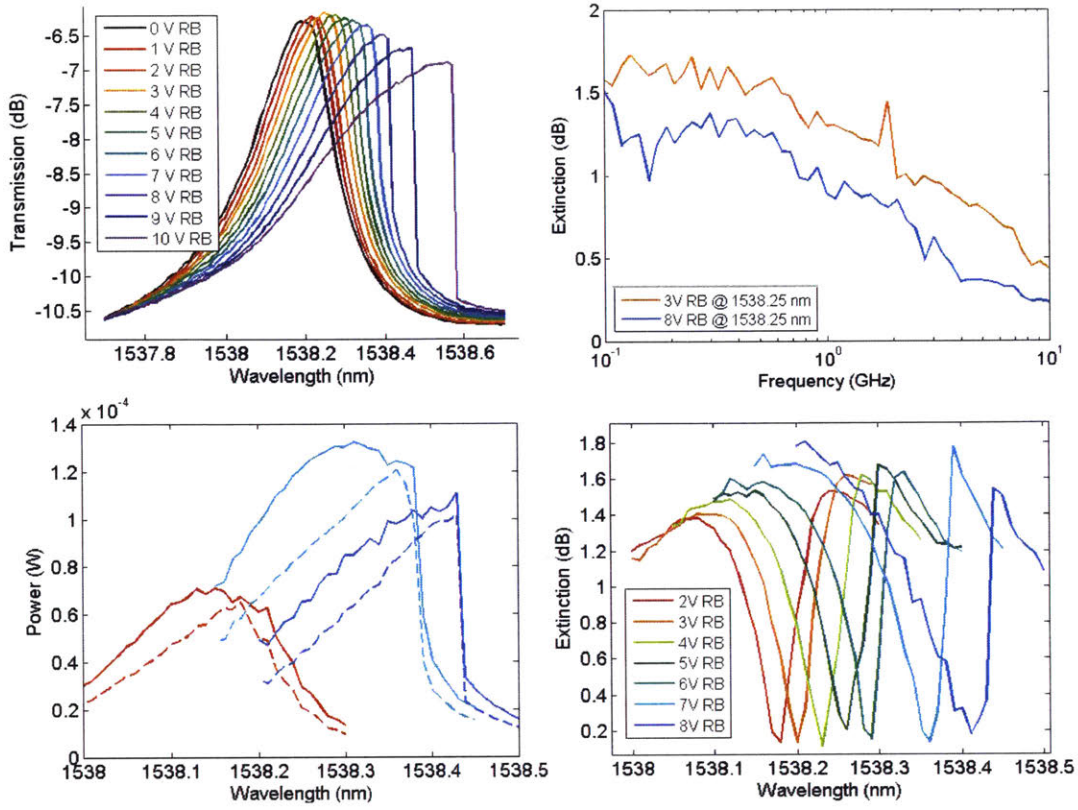 -6.5
-7
-7.5
-8
-8.5
-9
-9.5
-10
-10.5
Transmission (dB)
0 V RB
1 V RB
2 V RB
3 V RB
4 V RB
5 V RB
6 V RB
7 V RB
8 V RB
9 V RB
10 V RB
1537.8 1538 1538.2 1538.4 1538.6
Wavelength (nm)
2
1.5
1
0.5
0
Extinction (dB)
3V RB @ 1538.25 nm
8V RB @ 1538.25 nm
10-1 100 101
Frequency (GHz)
x 10-4
1.4
1.2
1
0.8
0.6
0.4
0.2
0
Power (W)
1538 1538.1 1538.2 1538.3 1538.4 1538.5
Wavelength (nm)
1.8
1.6
1.4
1.2
1
0.8
0.6
0.4
0.2
Extinction (dB)
2V RB
3V RB
4V RB
5V RB
6V RB
7V RB
8V RB
1538 1538.1 1538.2 1538.3 1538.4 1538.5
Wavelength (nm)